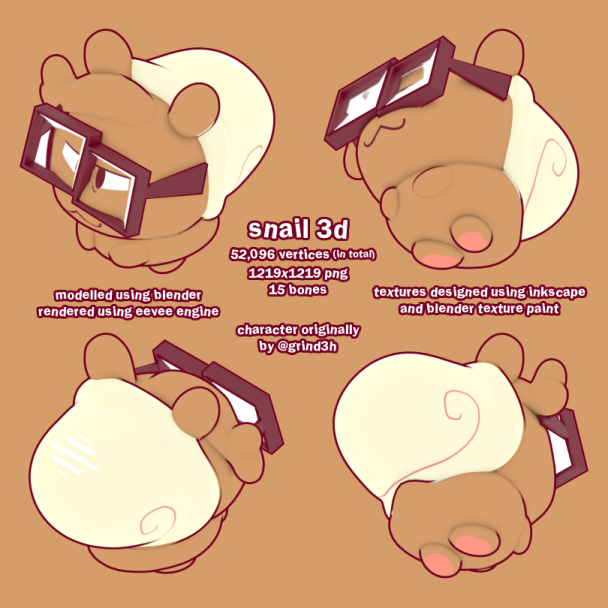 snail 3d
52,096 vertices (in total)
1219x1219 png
15 bones
modelled using blender
rendered using eevee engine
textures designed using inkscape
and blender texture paint
character originally
by @grind3h